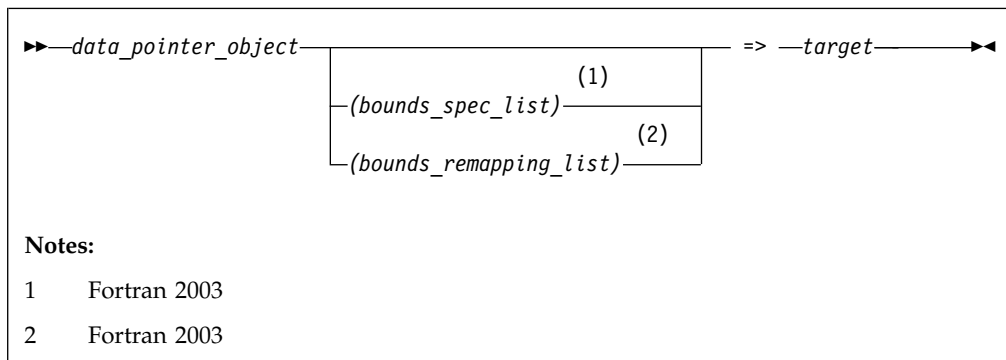 ►►—data_pointer_object— => —target—►◄
(1)
(bounds_spec_list)
(2)
(bounds_remapping_list)
Notes:
1 Fortran 2003
2 Fortran 2003